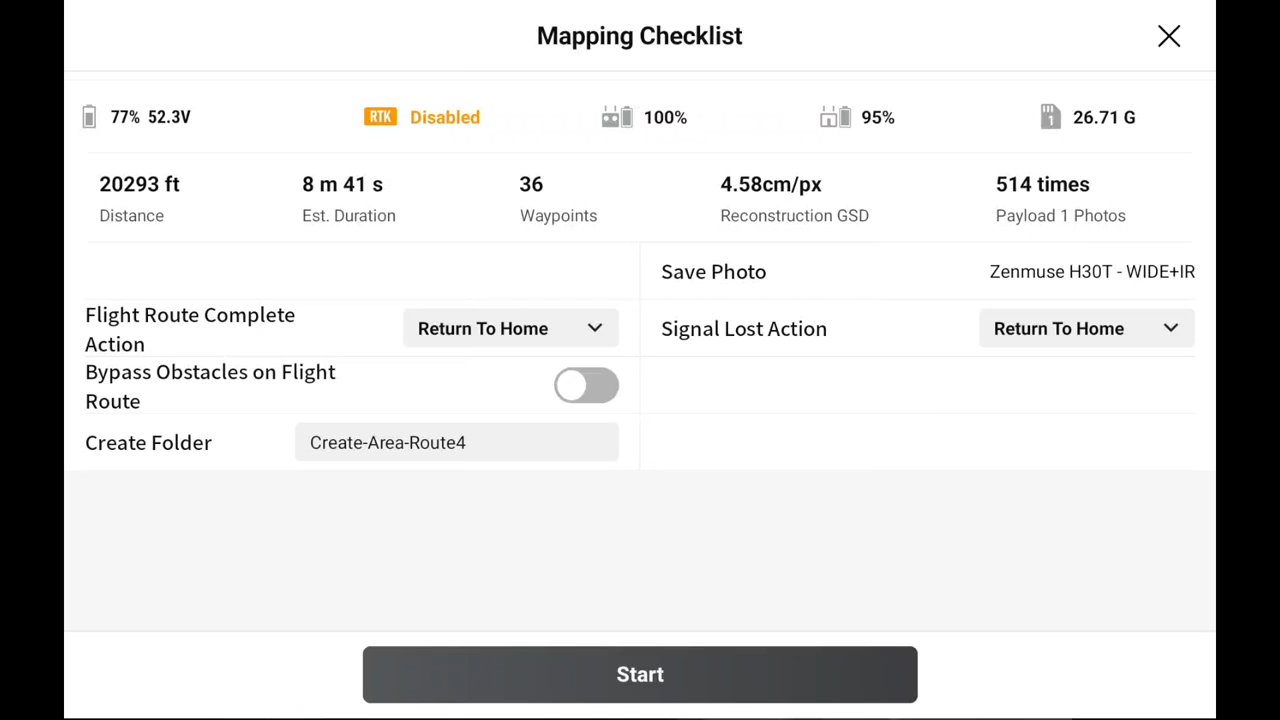 Mapping Checklist
77% 52.3V
RTK Disabled
100%
95%
1 26.71 G
20293 ft
Distance
8 m 41 s
Est. Duration
36
Waypoints
4.58cm/px
Reconstruction GSD
514 times
Payload 1 Photos
Save Photo
Zenmuse H30T - WIDE+IR
Flight Route Complete
Action
Return To Home
Signal Lost Action
Return To Home
Bypass Obstacles on Flight
Route
Create Folder
Create-Area-Route4
Start